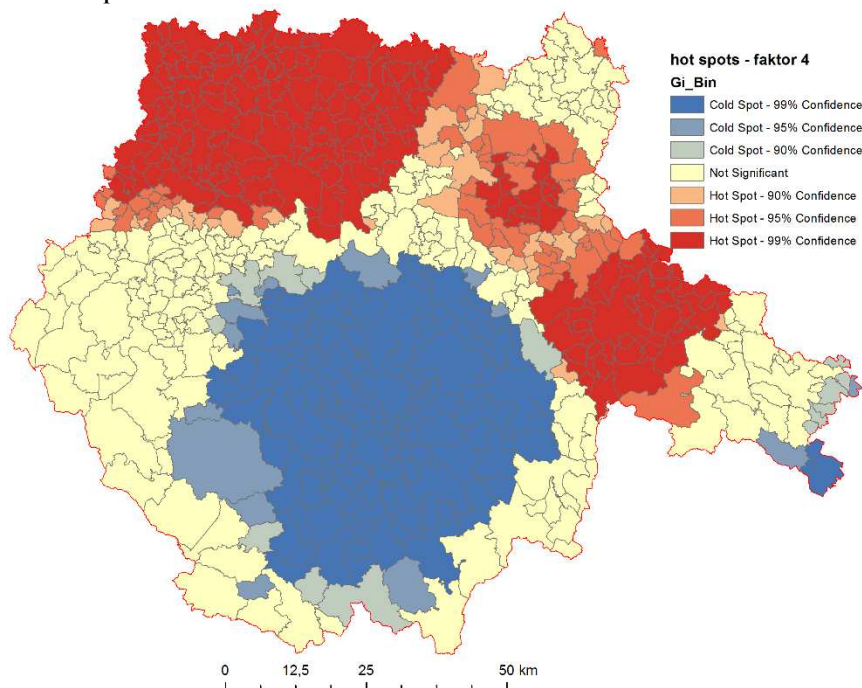 hot spots - faktor 4
Gi_Bin
Cold Spot - 99% Confidence
Cold Spot - 95% Confidence
Cold Spot - 90% Confidence
Not Significant
Hot Spot - 90% Confidence
Hot Spot - 95% Confidence
Hot Spot - 99% Confidence
0 12,5 25 50 km